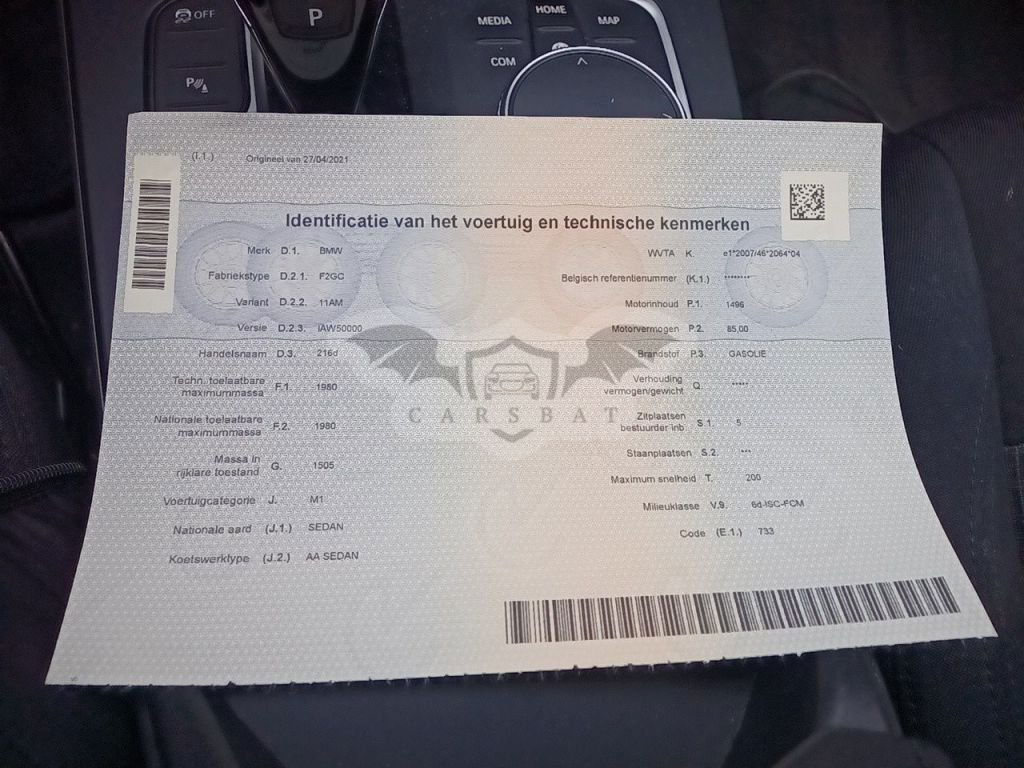 OFF
P
P
MEDIA
HOME
MAP
COM
(I.1.) Origineel van 27/04/2021
Identificatie van het voertuig en technische kenmerken
Merk D.1. BMW
Fabriekstype D.2.1. F2GC
Variant D.2.2. 11AM
Versie D.2.3. IAW50000
Handelsnaam D.3. 216d
Techn. toelaatbare
maximummassa F.1. 1980
Nationale toelaatbare
maximummassa F.2. 1980
Massa in
rijklare toestand G. 1505
Voertuigcategorie J. M1
Nationale aard (J.1.) SEDAN
Koetswerktype (J.2.) AA SEDAN
WVTA K. e1*2007/46*2064*04
Belgisch referentienummer (K.1.) ********
Motorinhoud P.1. 1496
Motorvermogen P.2. 85,00
Brandstof P.3. GASOLIE
Verhouding
vermogen/gewicht Q *****
Zitplaatsen
bestuurder inb. S.1. 5
Staanplaatsen S.2. ***
Maximum snelheid T. 200
Milieuklasse V.9. 6d-ISC-FCM
Code (E.1.) 733
CARSBAT